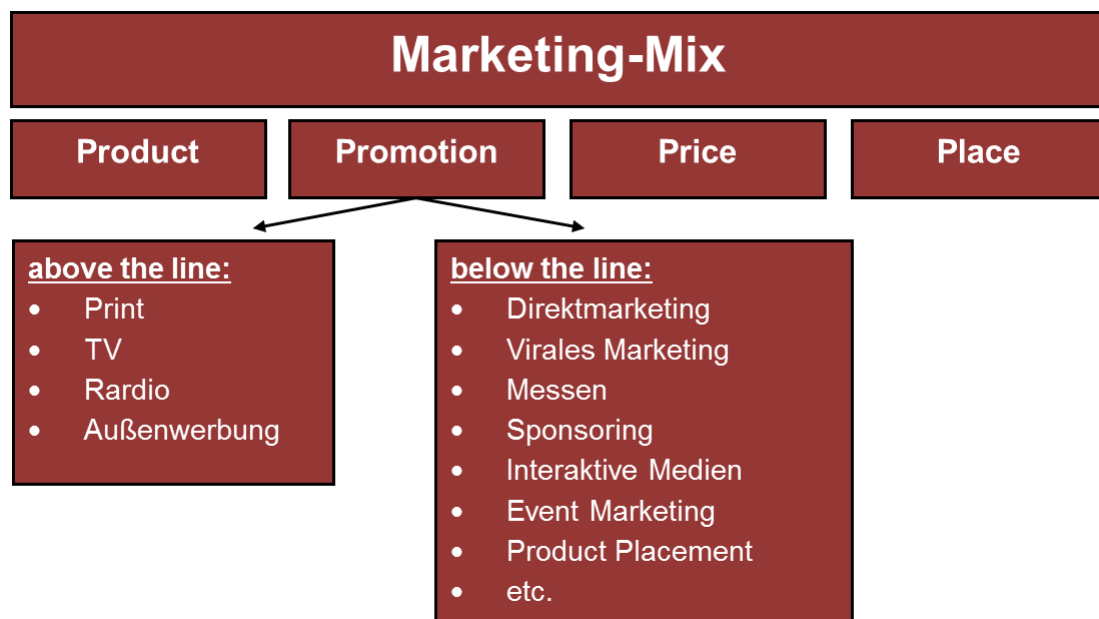 Marketing-Mix
Product
Promotion
Price
Place
above the line:
• Print
• TV
• Rardio
• Außenwerbung
below the line:
• Direktmarketing
• Virales Marketing
• Messen
• Sponsoring
• Interaktive Medien
• Event Marketing
• Product Placement
• etc.